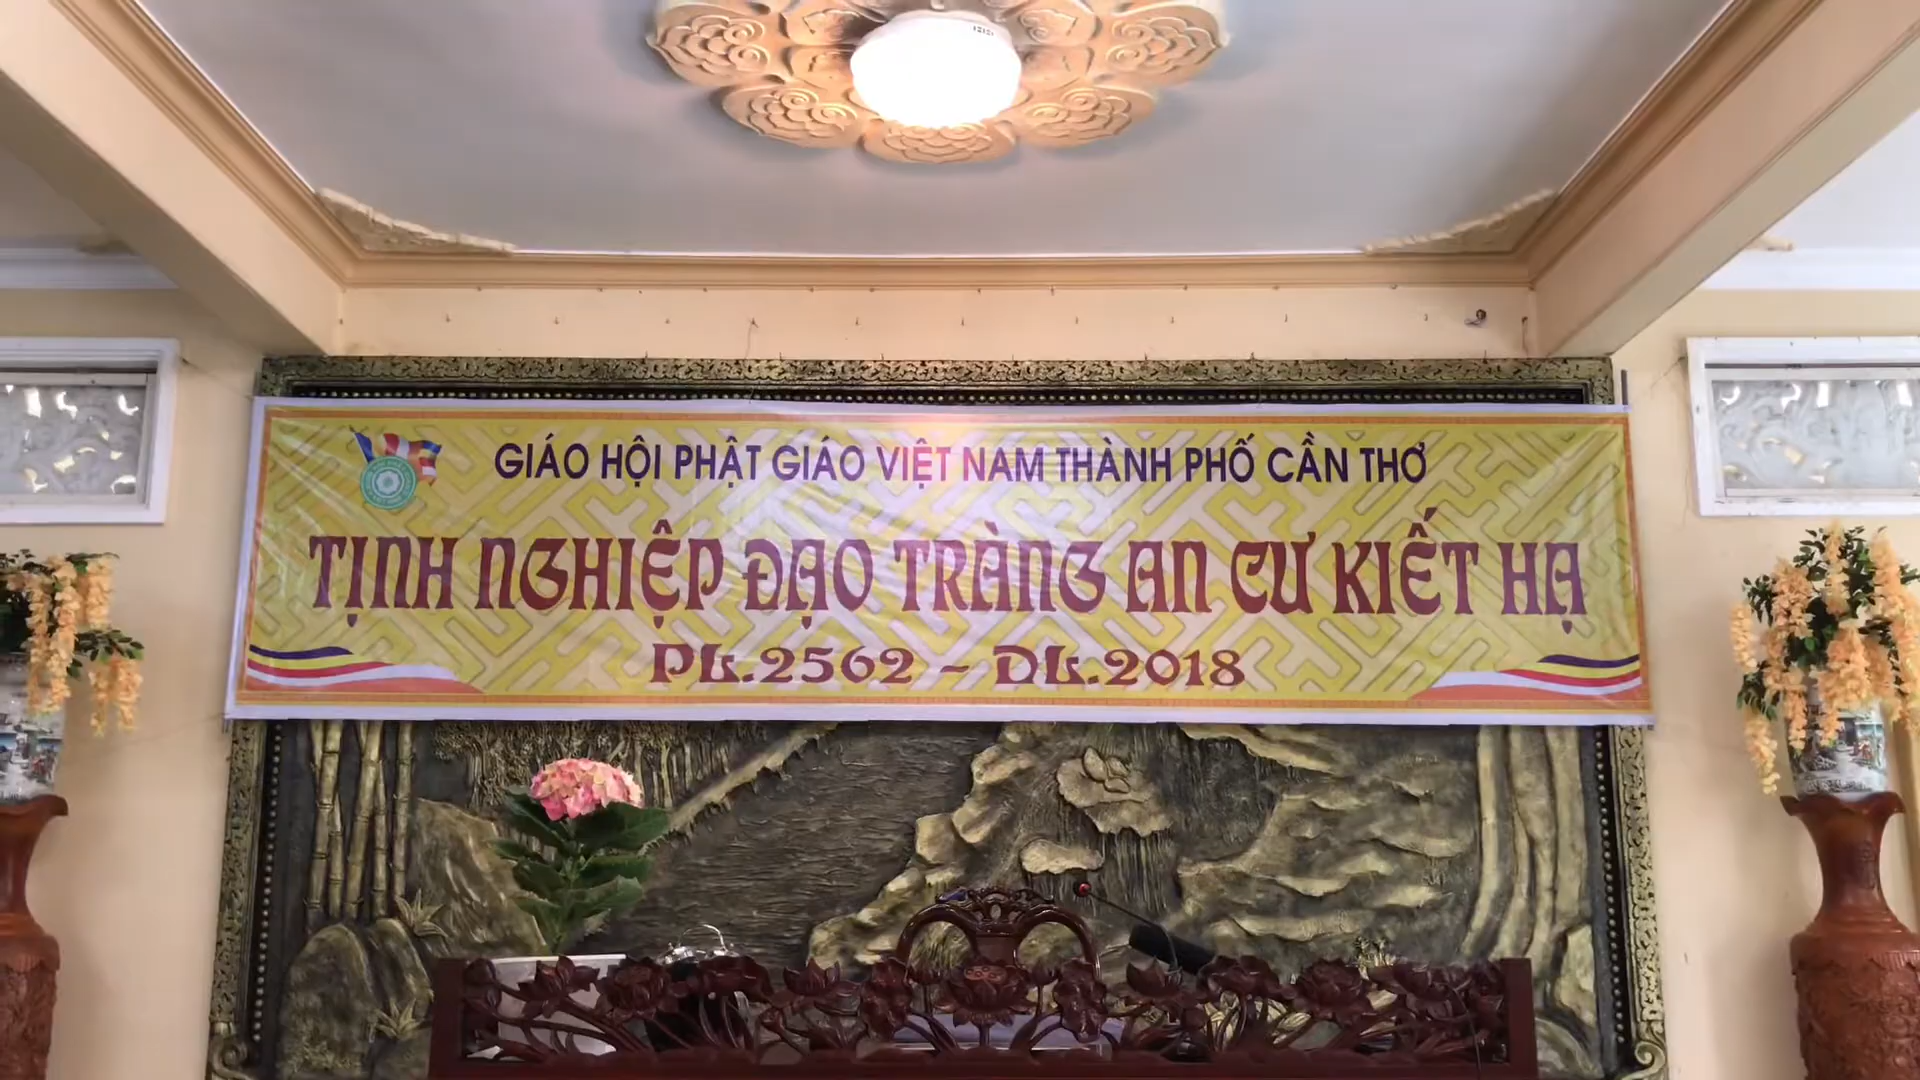 GIÁO HỘI PHẬT GIÁO VIỆT NAM THÀNH PHỐ CẦN THƠ
TỊNH NGHIỆP ĐẠO TRÀNG AN CƯ KIẾT HẠ
PL.2562 ~ DL.2018